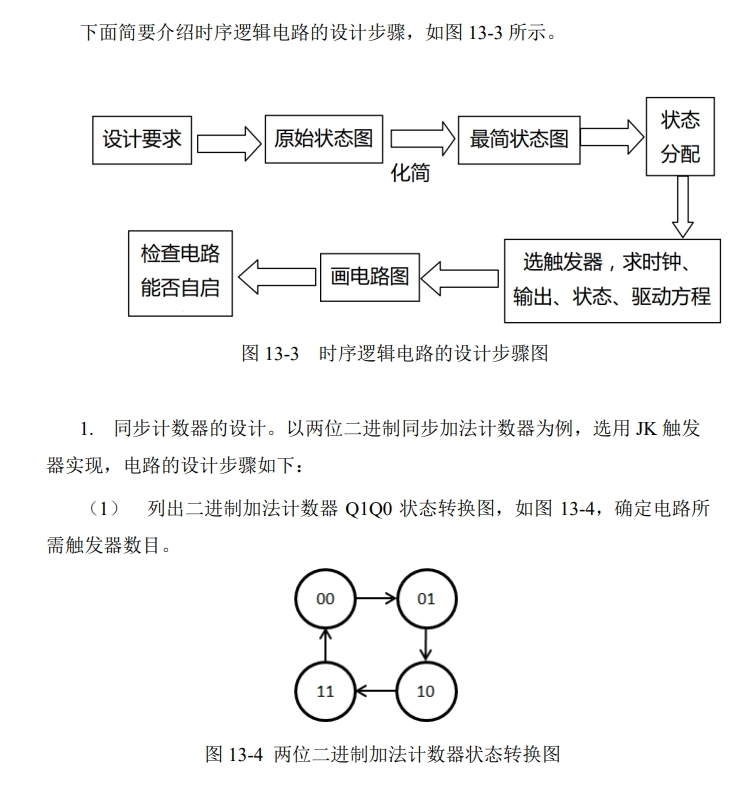 下面简要介绍时序逻辑电路的设计步骤，如图 13-3 所示。
设计要求
原始状态图
化简
最简状态图
状态
分配
选触发器，求时钟、
输出、状态、驱动方程
画电路图
检查电路
能否自启
图 13-3 时序逻辑电路的设计步骤图
1. 同步计数器的设计。以两位二进制同步加法计数器为例，选用 JK 触发
器实现，电路的设计步骤如下：
（1） 列出二进制加法计数器 Q1Q0 状态转换图，如图 13-4，确定电路所
需触发器数目。
00
01
11
10
图 13-4 两位二进制加法计数器状态转换图